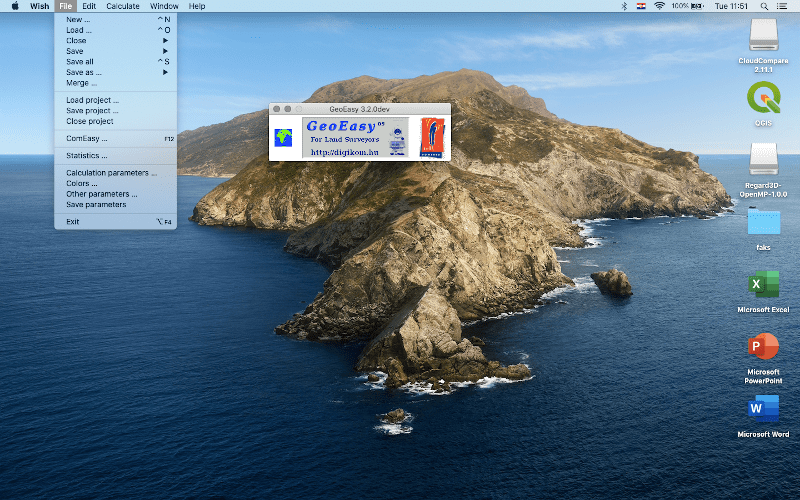 Wish File Edit Calculate Window Help 100% Tue 11:51
New ... ^ N
Load ... ^ O
Close
Save
Save all ^ S
Save as ...
Merge ...
Load project ...
Save project ...
Close project
ComEasy ... F12
Statistics ...
Calculation parameters ...
Colors ...
Other parameters ...
Save parameters
Exit ⌥ F4
GeoEasy 3.2.0dev
GeoEasy
For Land Surveyors
http://digikom.hu
CloudCompare
2.11.1
QGIS
Regard3D-
OpenMP-1.0.0
faks
Microsoft Excel
Microsoft
PowerPoint
Microsoft Word